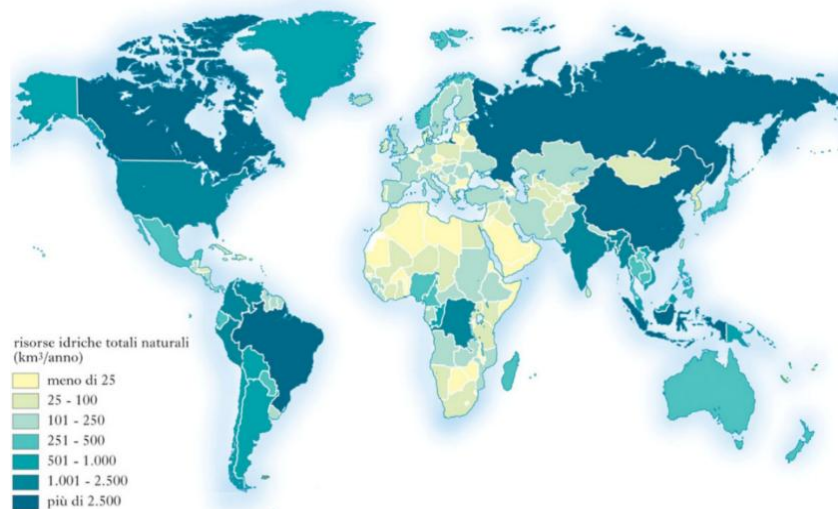 risorse idriche totali naturali
(km³/anno)
meno di 25
25 - 100
101 - 250
251 - 500
501 - 1.000
1.001 - 2.500
più di 2.500